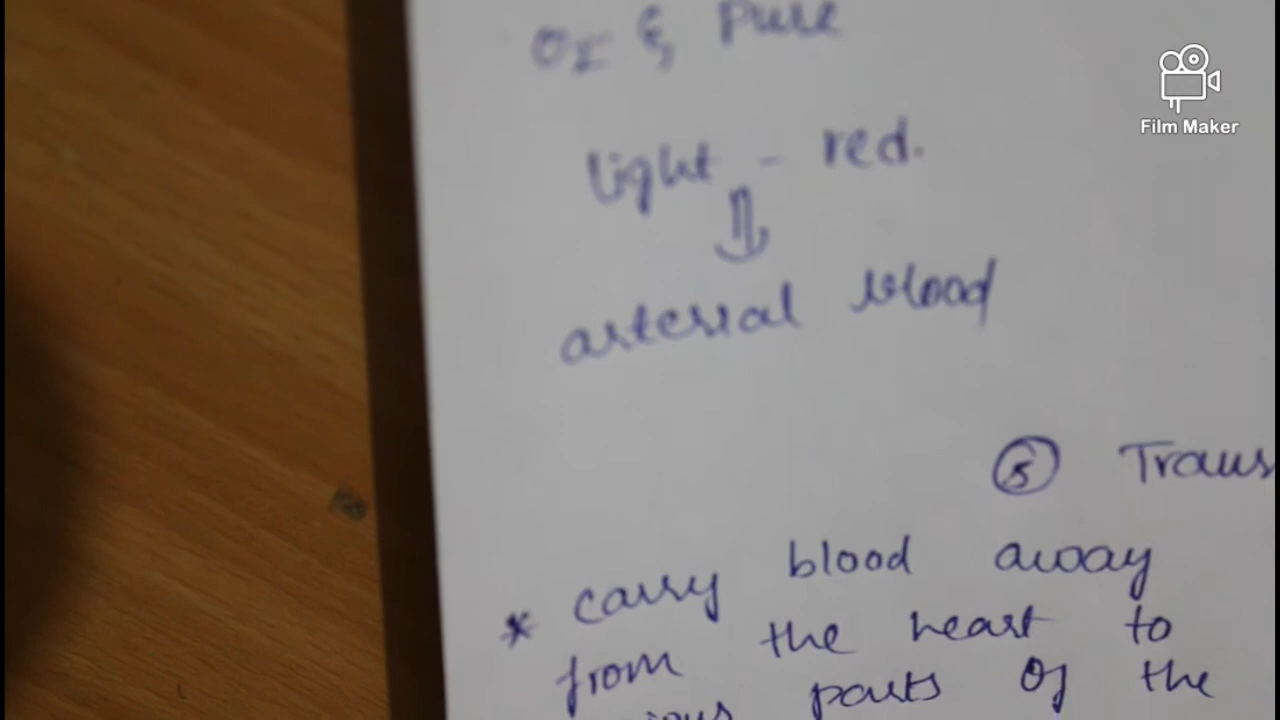 O₂ & pure
light - red.
⇓
arterial blood
⑤ Trans
* carry blood away
from the heart to
parts of the
Film Maker